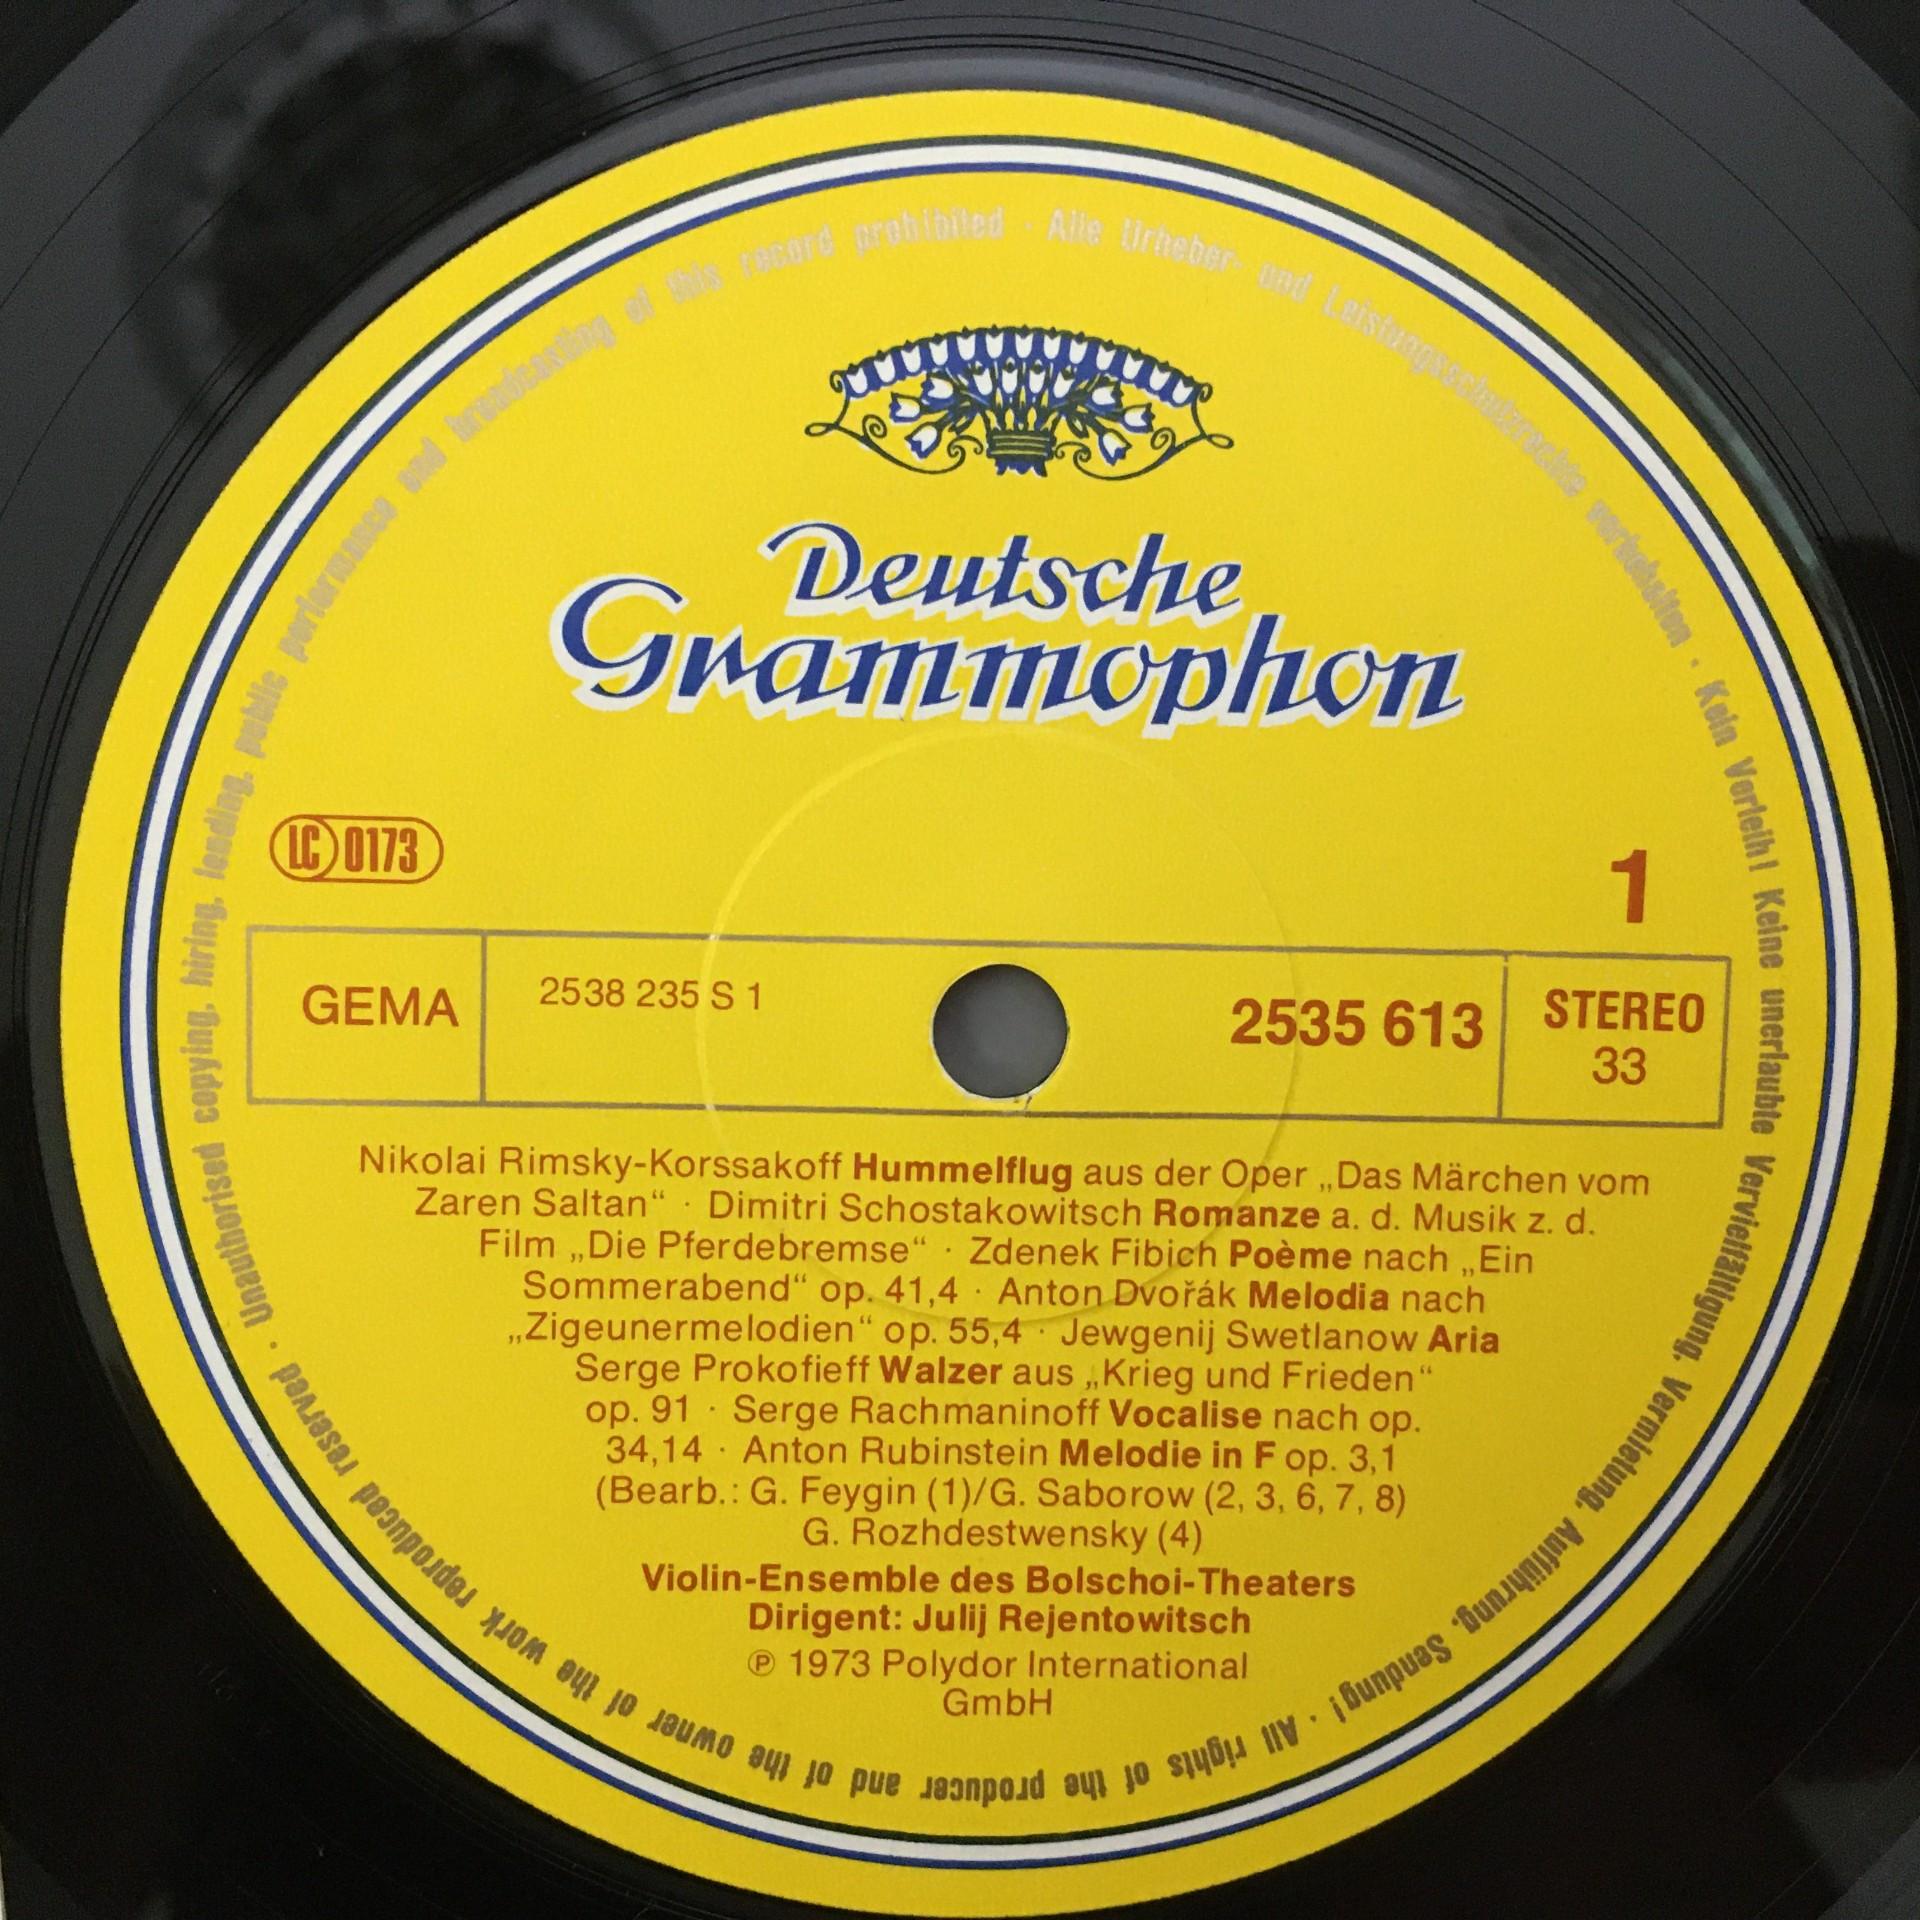 Deutsche
Grammophon
LC 0173
1
GEMA
2538 235 S 1
2535 613
STEREO
33
Nikolai Rimsky-Korssakoff Hummelflug aus der Oper „Das Märchen vom
Zaren Saltan“ · Dimitri Schostakowitsch Romanze a. d. Musik z. d.
Film „Die Pferdebremse“ · Zdenek Fibich Poème nach „Ein
Sommerabend“ op. 41,4 · Anton Dvořák Melodia nach
„Zigeunermelodien“ op. 55,4 · Jewgenij Swetlanow Aria
Serge Prokofieff Walzer aus „Krieg und Frieden“
op. 91 · Serge Rachmaninoff Vocalise nach op.
34,14 · Anton Rubinstein Melodie in F op. 3,1
(Bearb.: G. Feygin (1)/G. Saborow (2, 3, 6, 7, 8)
G. Rozhdestwensky (4)
Violin-Ensemble des Bolschoi-Theaters
Dirigent: Julij Rejentowitsch
℗ 1973 Polydor International
GmbH
Alle Urheber- und Leistungsschutzrechte vorbehalten · Kein Verleih! Keine unerlaubte Vervielfältigung, Vermietung, Aufführung, Sendung! · All rights of the producer and of the owner of the work reproduced reserved · Unauthorised copying, hiring, lending, public performance and broadcasting of this record prohibited ·